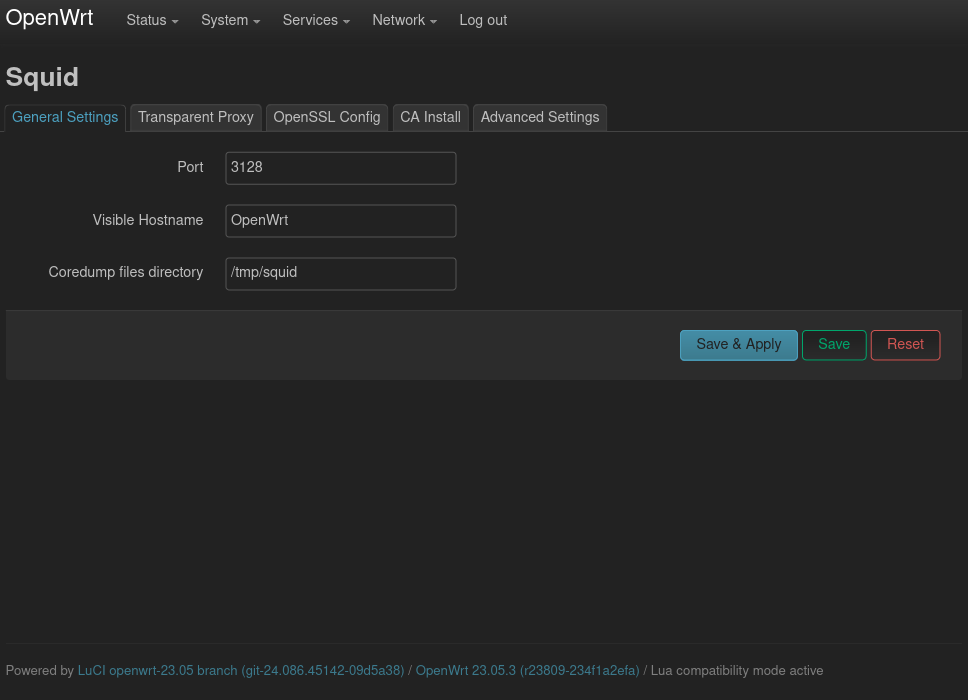 OpenWrt Status System Services Network Log out
Squid
General Settings Transparent Proxy OpenSSL Config CA Install Advanced Settings
Port 3128
Visible Hostname OpenWrt
Coredump files directory /tmp/squid
Save & Apply Save Reset
Powered by LuCI openwrt-23.05 branch (git-24.086.45142-09d5a38) / OpenWrt 23.05.3 (r23809-234f1a2efa) / Lua compatibility mode active